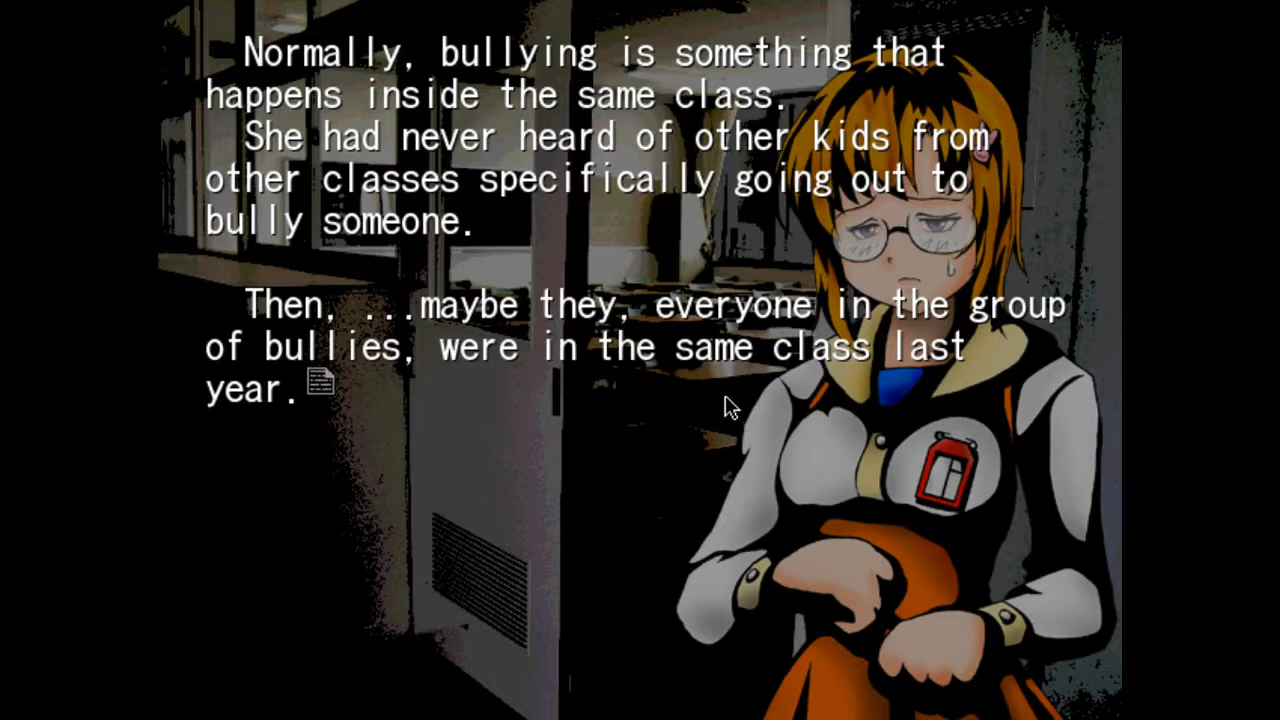 Normally, bullying is something that
happens inside the same class.
She had never heard of other kids from
other classes specifically going out to
bully someone.
Then, ...maybe they, everyone in the group
of bullies, were in the same class last
year.